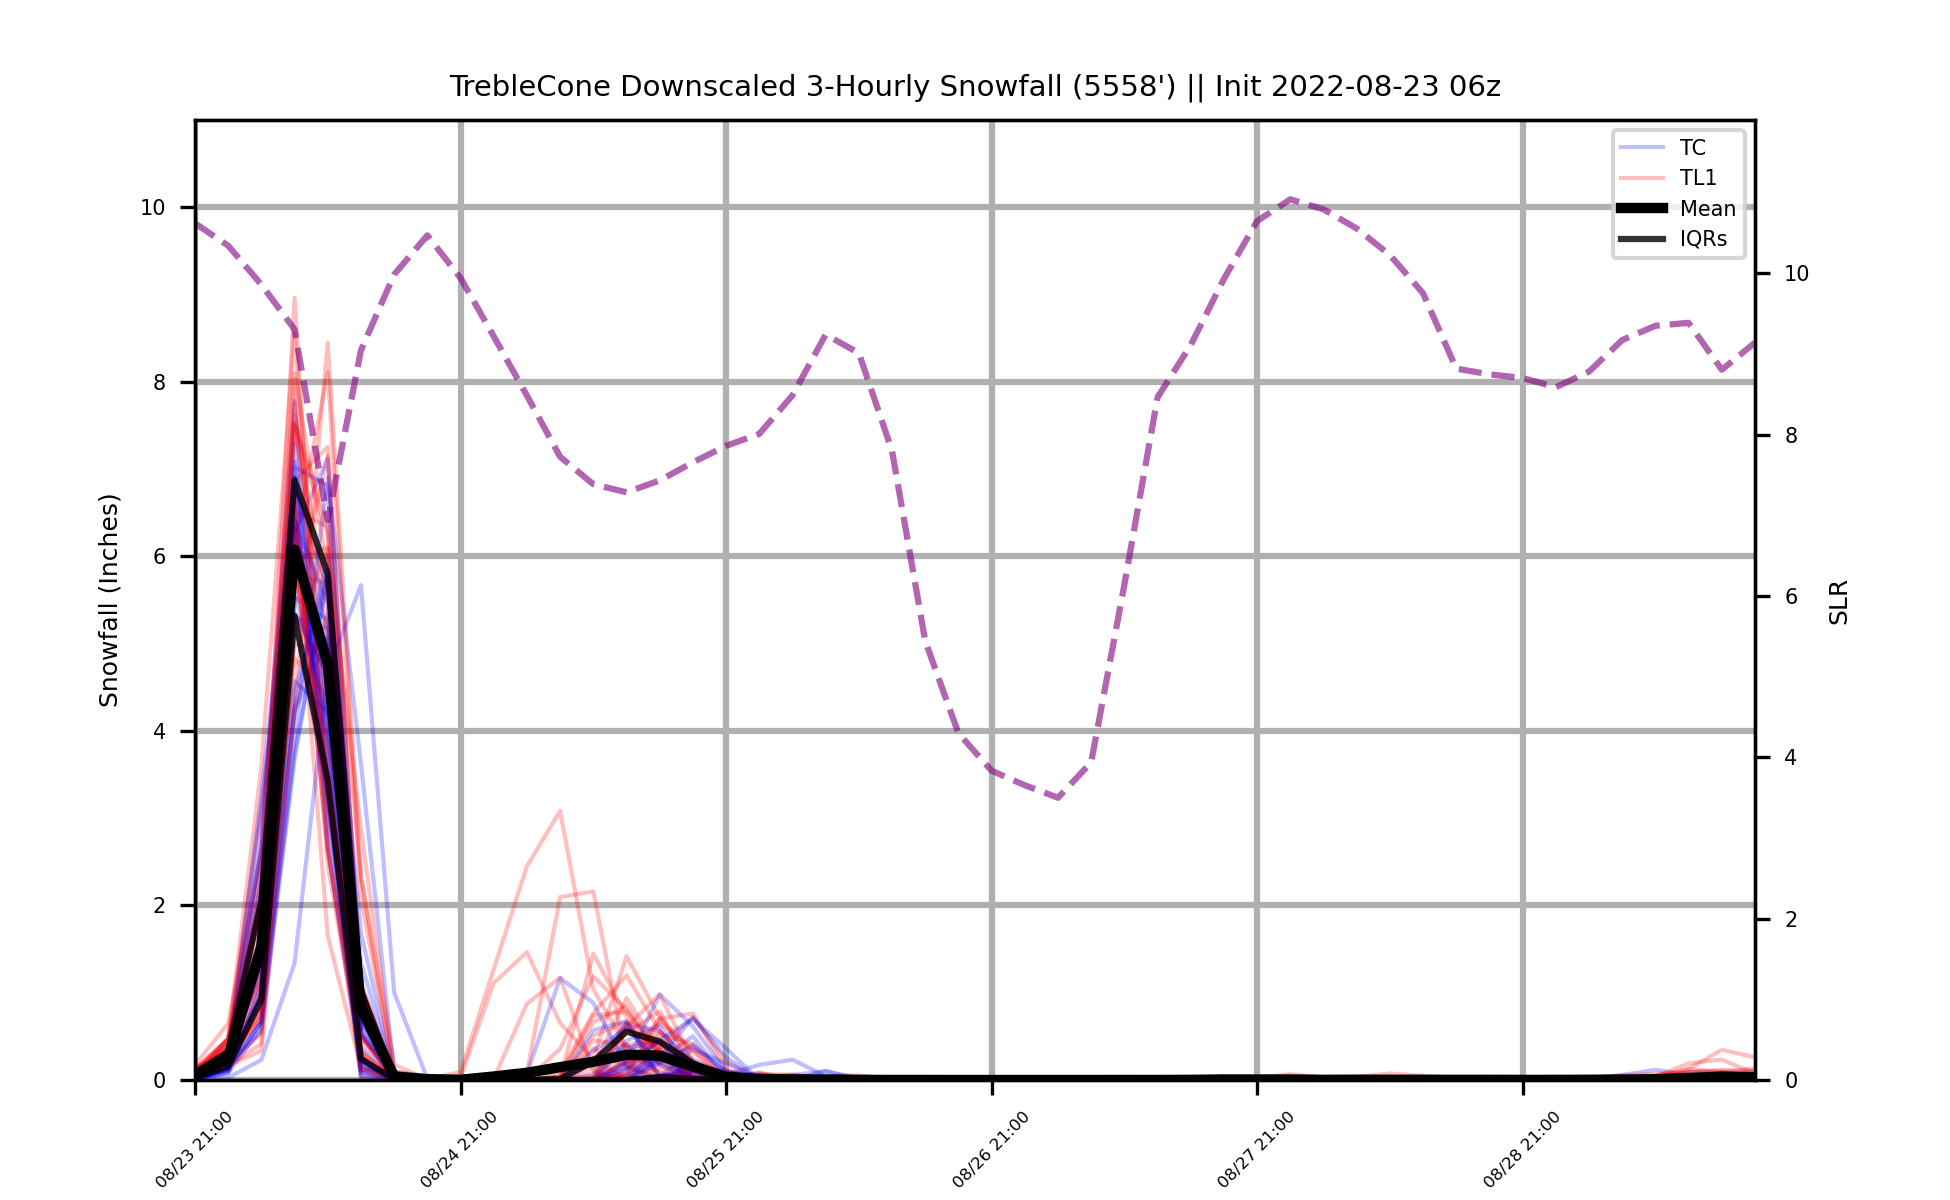 TrebleCone Downscaled 3-Hourly Snowfall (5558') || Init 2022-08-23 06z
TC
TL1
Mean
IQRs
Snowfall (Inches)
10
8
6
4
2
0
SLR
10
8
6
4
2
0
08/23 21:00
08/24 21:00
08/25 21:00
08/26 21:00
08/27 21:00
08/28 21:00